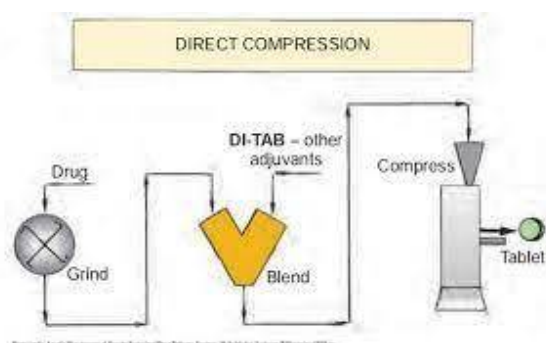 DIRECT COMPRESSION
DI-TAB – other
adjuvants
Drug
Compress
Grind
Blend
Tablet